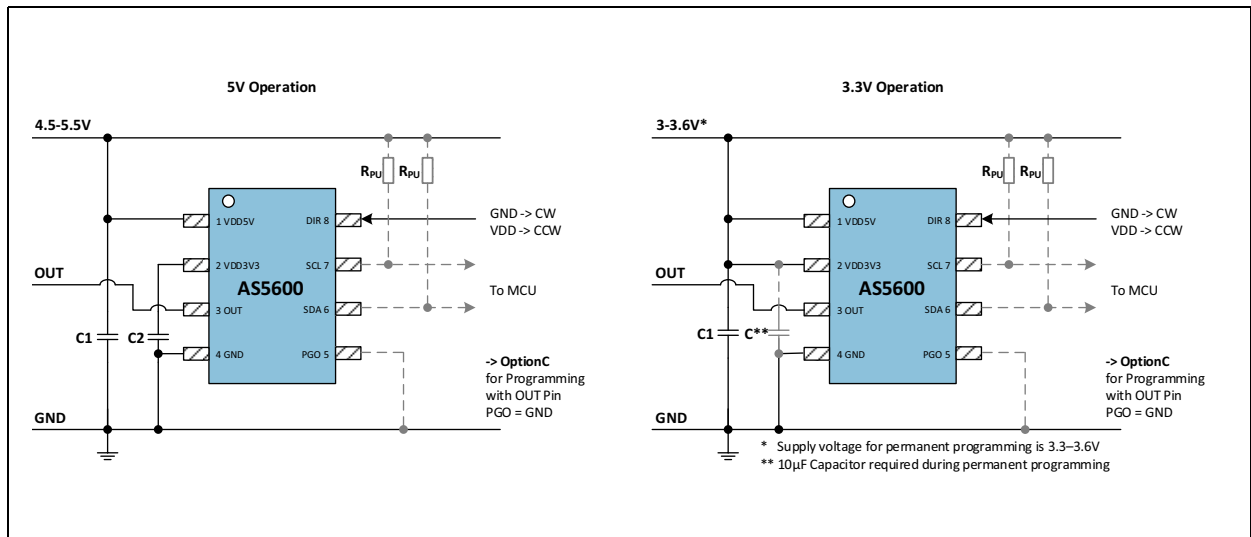 5V Operation
4.5-5.5V
RPU RPU
1 VDD5V
DIR 8
GND -> CW
VDD -> CCW
2 VDD3V3
SCL 7
OUT
AS5600
To MCU
3 OUT
SDA 6
C1
C2
4 GND
PGO 5
-> OptionC
for Programming
with OUT Pin
PGO = GND
GND
3.3V Operation
3-3.6V*
RPU RPU
1 VDD5V
DIR 8
GND -> CW
VDD -> CCW
2 VDD3V3
SCL 7
OUT
AS5600
To MCU
3 OUT
SDA 6
C1
C**
4 GND
PGO 5
-> OptionC
for Programming
with OUT Pin
PGO = GND
GND
* Supply voltage for permanent programming is 3.3–3.6V
** 10µF Capacitor required during permanent programming